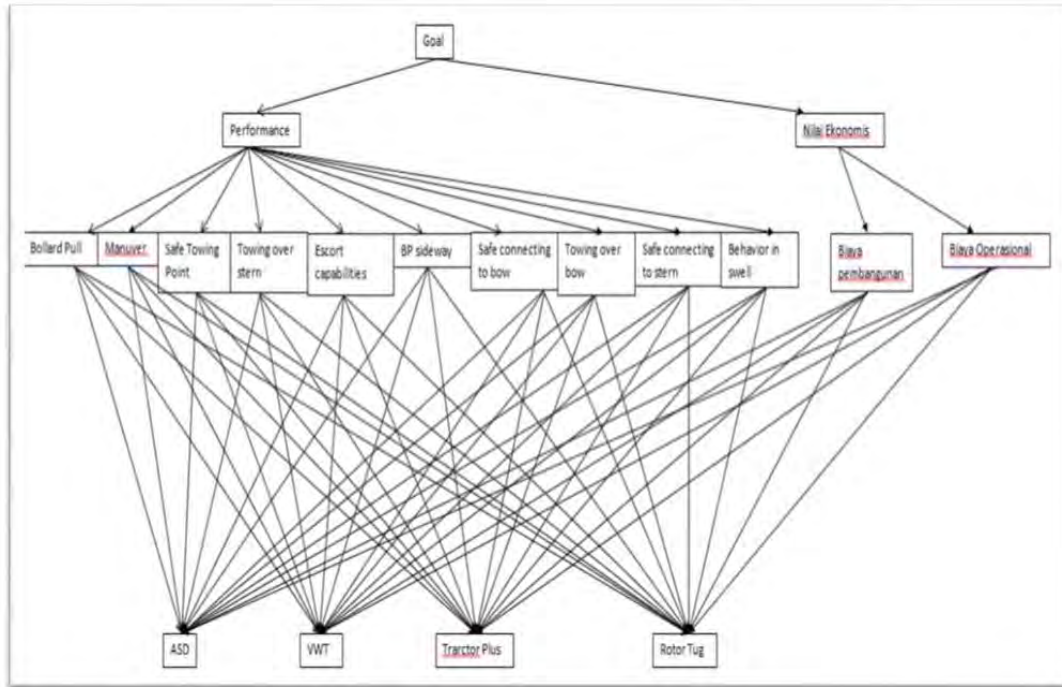 Goal
Performance
Nilai Ekonomis
Bollard Pull
Manuver
Safe Towing
Point
Towing over
stern
Escort
capabilities
BP sideway
Safe connecting
to bow
Towing over
bow
Safe connecting
to stern
Behavior in
swell
Biaya
pembangunan
Biaya Operasional
ASD
VWT
Trarctor Plus
Rotor Tug